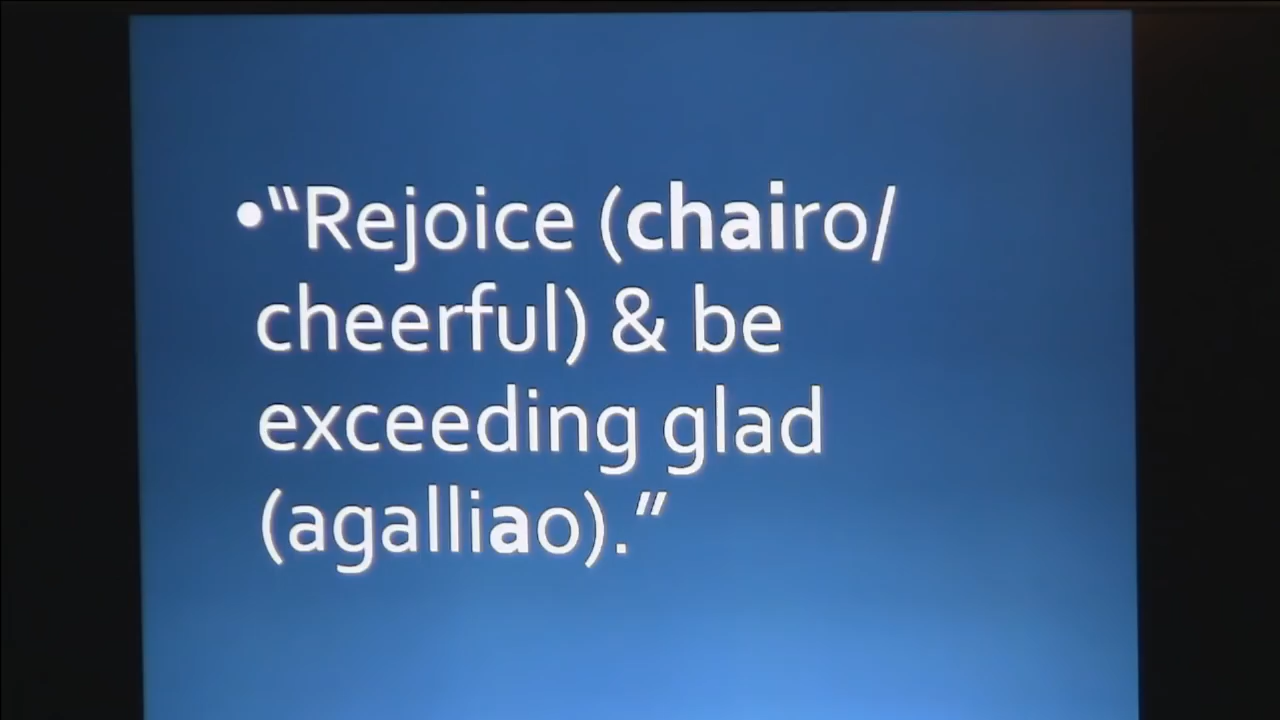 •“Rejoice (chairo/
cheerful) & be
exceeding glad
(agalliao).”